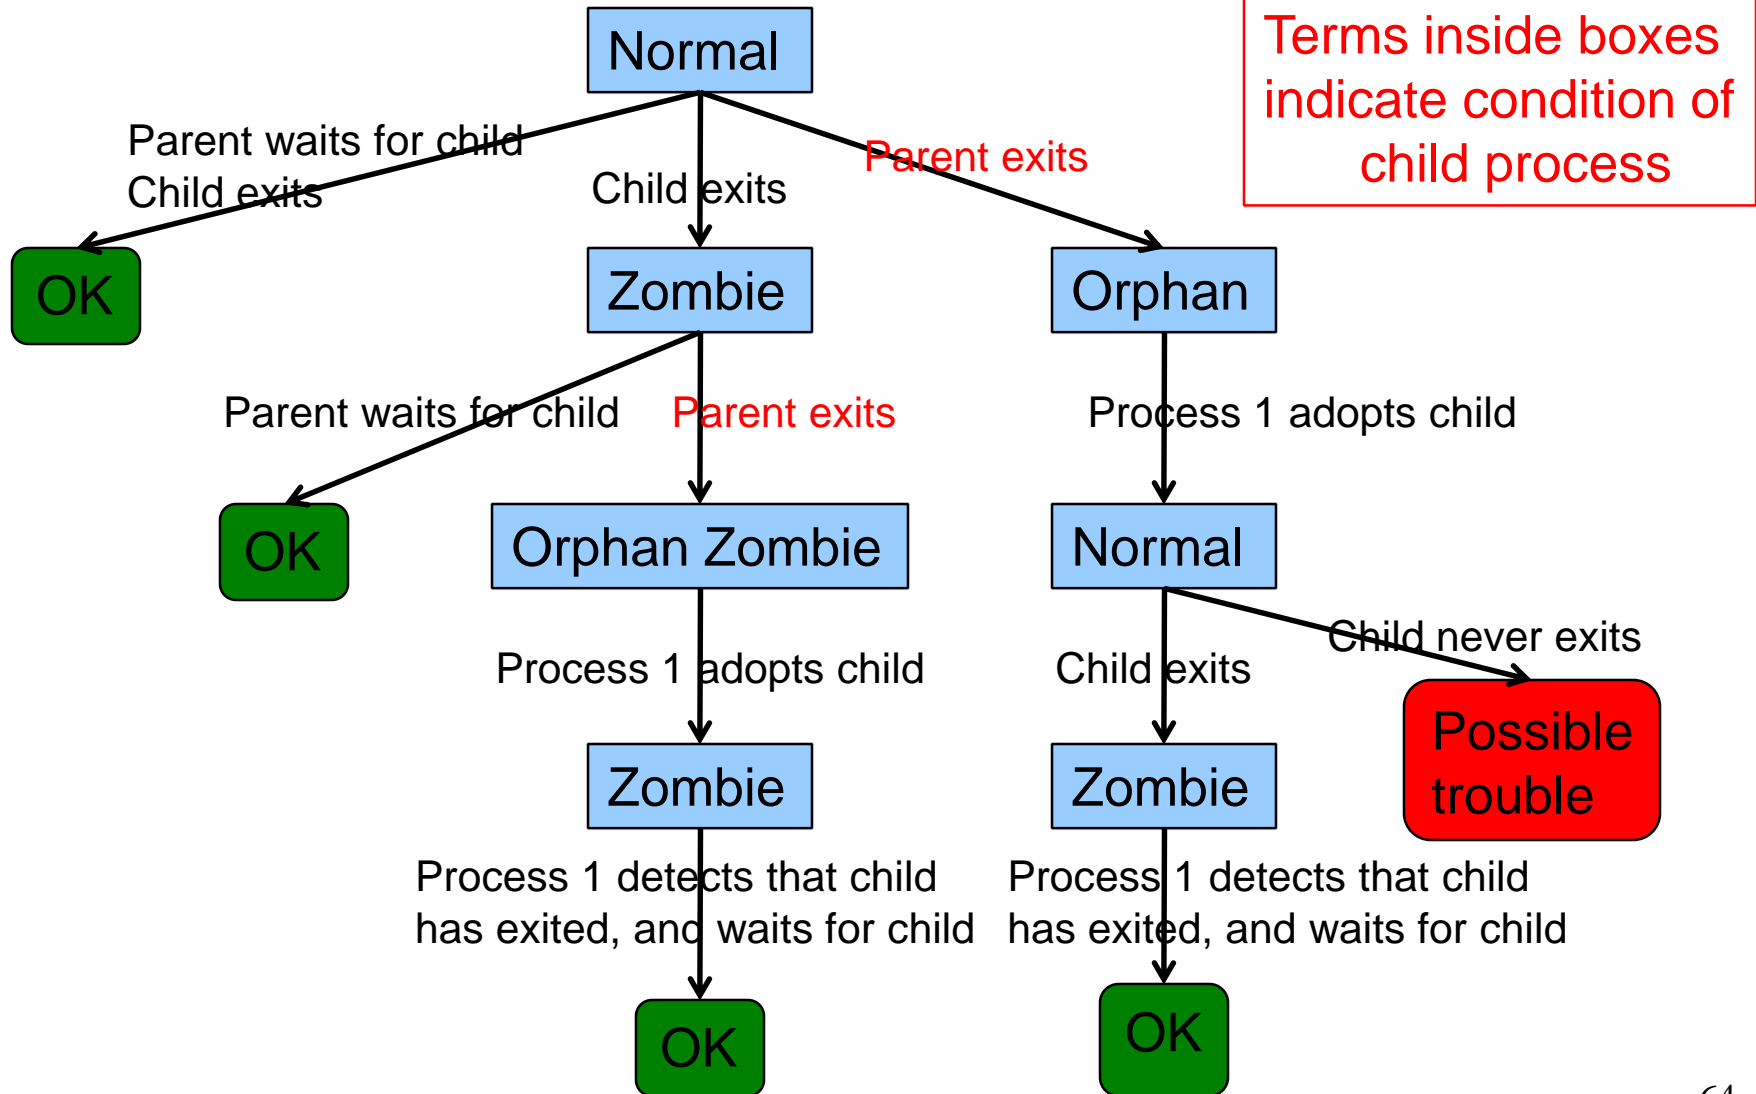 Normal
Terms inside boxes
indicate condition of
child process
Parent waits for child
Child exits
Child exits
Parent exits
OK
Zombie
Orphan
Parent waits for child
Parent exits
Process 1 adopts child
OK
Orphan Zombie
Normal
Process 1 adopts child
Child exits
Child never exits
Zombie
Zombie
Possible
trouble
Process 1 detects that child
has exited, and waits for child
Process 1 detects that child
has exited, and waits for child
OK
OK
64